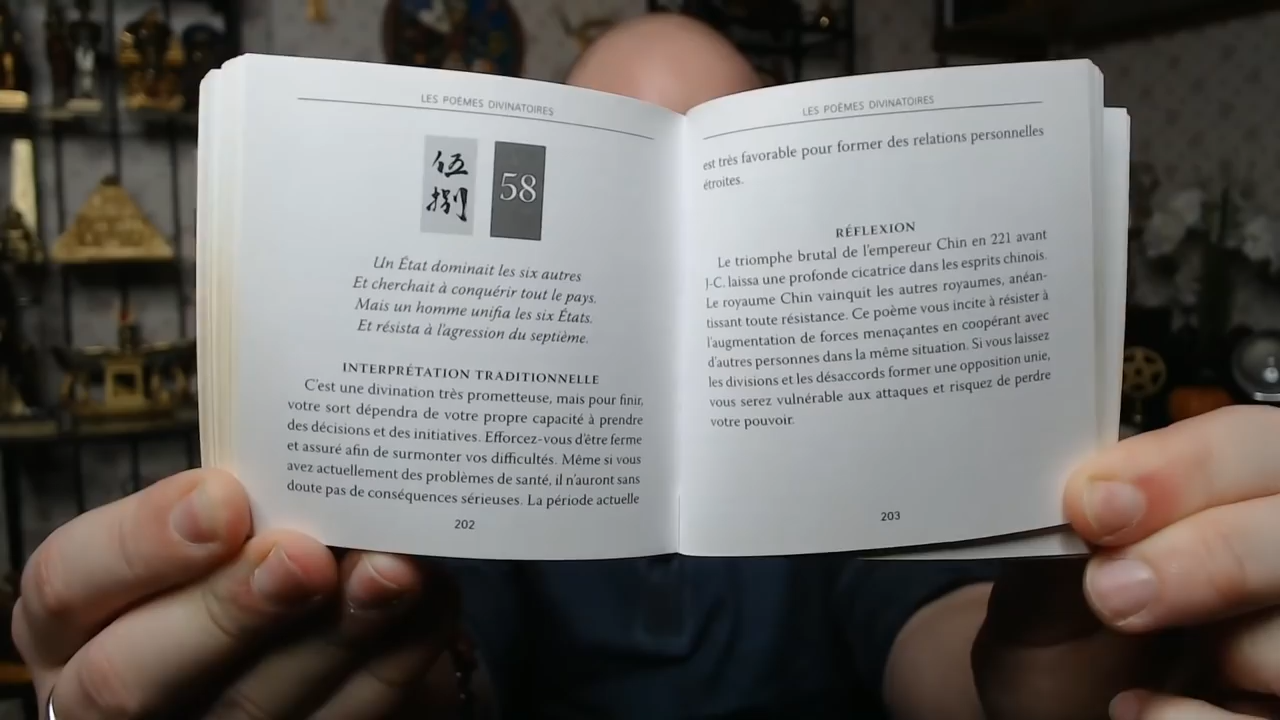 LES POÈMES DIVINATOIRES
伍
捌
58
Un État dominait les six autres
Et cherchait à conquérir tout le pays.
Mais un homme unifia les six États.
Et résista à l'agression du septième.
INTERPRÉTATION TRADITIONNELLE
C'est une divination très prometteuse, mais pour finir,
votre sort dépendra de votre propre capacité à prendre
des décisions et des initiatives. Efforcez-vous d'être ferme
et assuré afin de surmonter vos difficultés. Même si vous
avez actuellement des problèmes de santé, il n'auront sans
doute pas de conséquences sérieuses. La période actuelle
202
LES POÈMES DIVINATOIRES
est très favorable pour former des relations personnelles
étroites.
RÉFLEXION
Le triomphe brutal de l'empereur Chin en 221 avant
J-C. laissa une profonde cicatrice dans les esprits chinois.
Le royaume Chin vainquit les autres royaumes, anéan-
tissant toute résistance. Ce poème vous incite à résister à
l'augmentation de forces menaçantes en coopérant avec
d'autres personnes dans la même situation. Si vous laissez
les divisions et les désaccords former une opposition unie,
vous serez vulnérable aux attaques et risquez de perdre
votre pouvoir.
203